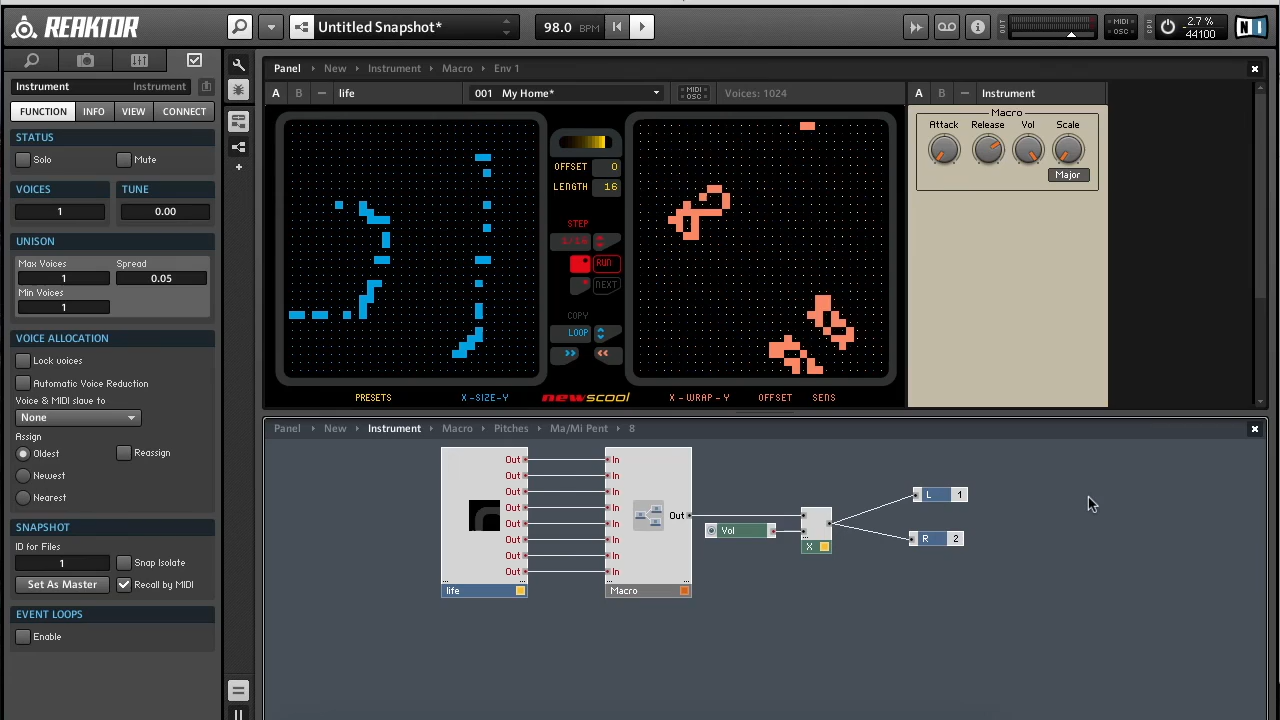 REAKTOR
Untitled Snapshot*
98.0 BPM
OUT
MIDI
OSC
CPU
2.7 %
44100
Instrument Instrument
FUNCTION INFO VIEW CONNECT
STATUS
Solo Mute
VOICES TUNE
1 0.00
UNISON
Max Voices Spread
1 0.05
Min Voices
1
VOICE ALLOCATION
Lock voices
Automatic Voice Reduction
Voice & MIDI slave to
None
Assign
Oldest Reassign
Newest
Nearest
SNAPSHOT
ID for Files
1 Snap Isolate
Set As Master Recall by MIDI
EVENT LOOPS
Enable
Panel New Instrument Macro Env 1
A B life 001 My Home* MIDI OSC Voices: 1024
A B Instrument
OFFSET 0
LENGTH 16
STEP
1/16
RUN
NEXT
COPY
LOOP
>> <<
PRESETS X-SIZE-Y newscool X-WRAP-Y OFFSET SENS
Macro
Attack Release Vol Scale
Major
Panel New Instrument Macro Pitches Ma/Mi Pent 8
Out In
Out In
Out In
Out In Out
Out In
Out In
Out In
Out In
... ... ...
life Macro
Vol
...
X
L 1
R 2